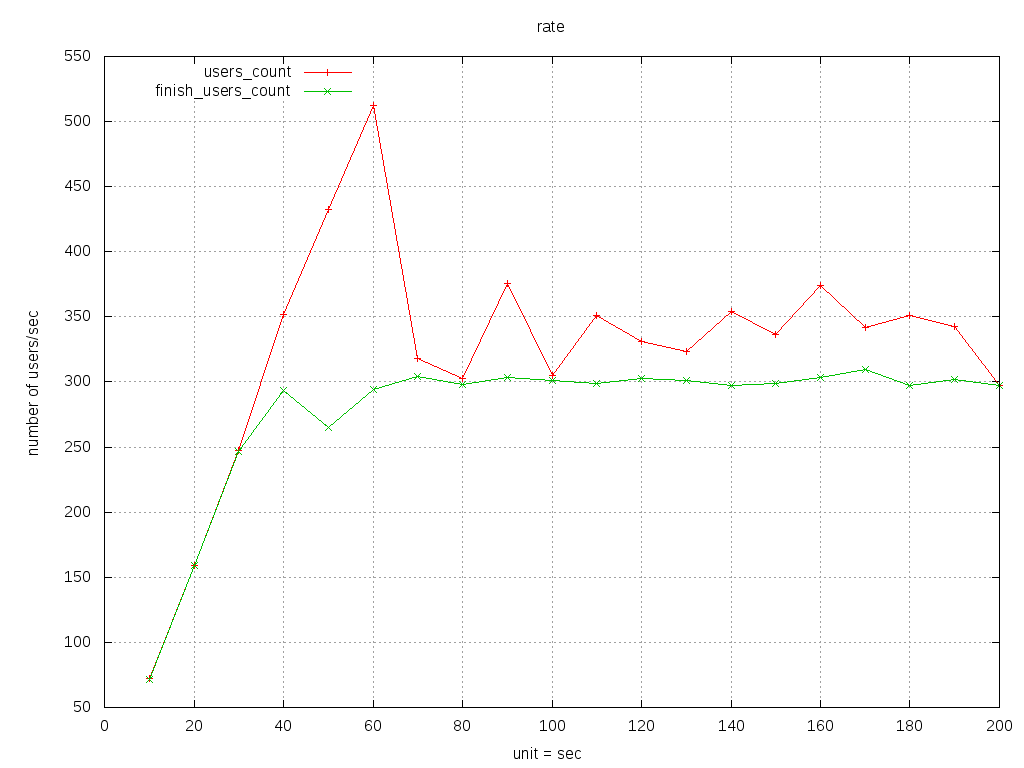 rate
550
users_count
finish_users_count
500
450
400
350
300
250
200
150
100
50
number of users/sec
0 20 40 60 80 100 120 140 160 180 200
unit = sec